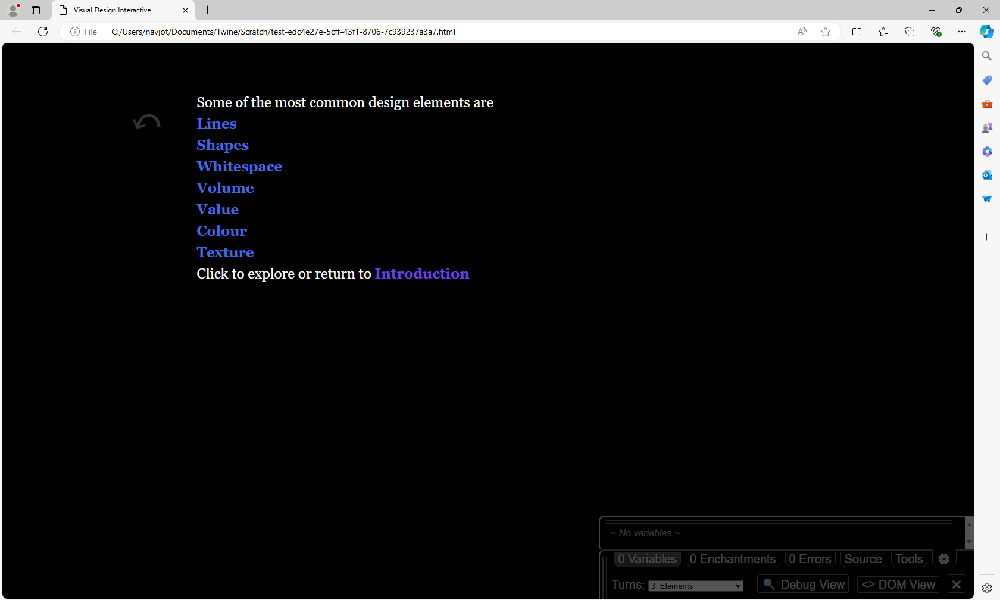 Visual Design Interactive
File
C:/Users/navjot/Documents/Twine/Scratch/test-edc4e27e-5cff-43f1-8706-7c939237a3a7.html
Some of the most common design elements are
Lines
Shapes
Whitespace
Volume
Value
Colour
Texture
Click to explore or return to Introduction
~ No variables ~
0 Variables 0 Enchantments 0 Errors Source Tools
Turns: 3: Elements Debug View <> DOM View